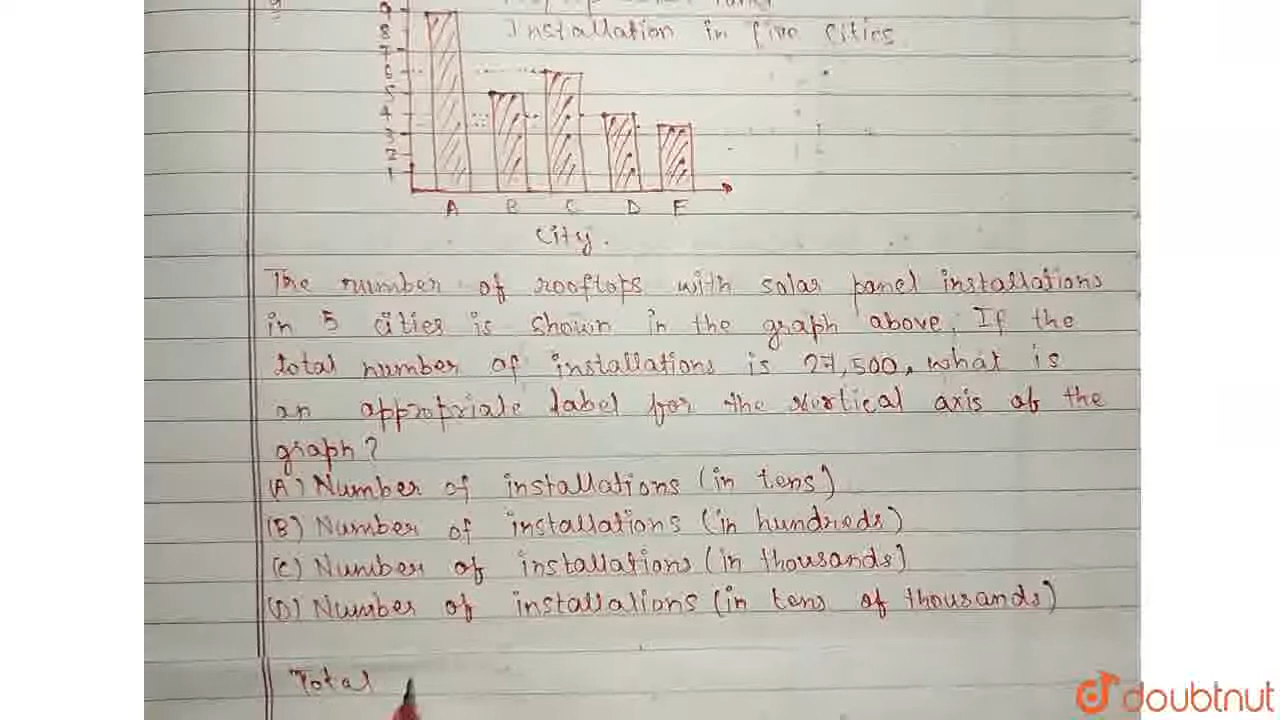 9
8
Installation in five cities
7
6
5
4
3
2
1
A B C D E
City.
The number of rooftops with solar panel installations
in 5 cities is shown in the graph above, If the
total number of installations is 27,500, what is
an appropriate label for the vertical axis of the
graph?
(A) Number of installations (in tens)
(B) Number of installations (in hundreds)
(C) Number of installations (in thousands)
(D) Number of installations (in tens of thousands)
Total
doubtnut